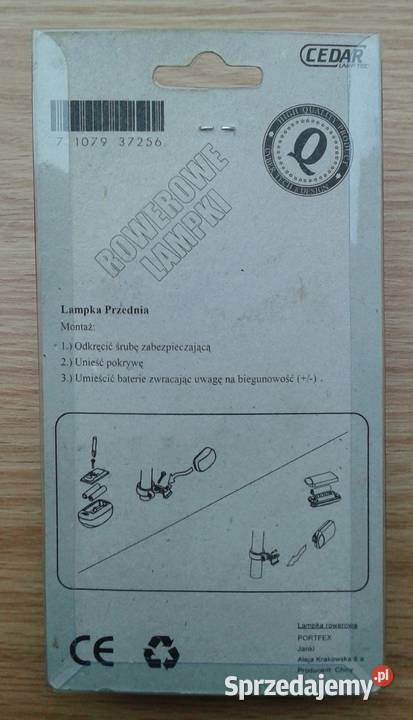 CEDAR
LAMP TEC
7 1079 37256
HIGH QUALITY PRODUCT
Q
ROWEROWE
LAMPKI
Lampka Przednia
Montaż:
1.) Odkręcić śrubę zabezpieczającą
2.) Unieść pokrywę
3.) Umieścić baterie zwracając uwagę na biegunowość (+/-)
CE
Lampka rowerowa
PORTFEX
Janki
Aleja Krakowska 8 a
Producent: Chiny
Sprzedajemy.pl